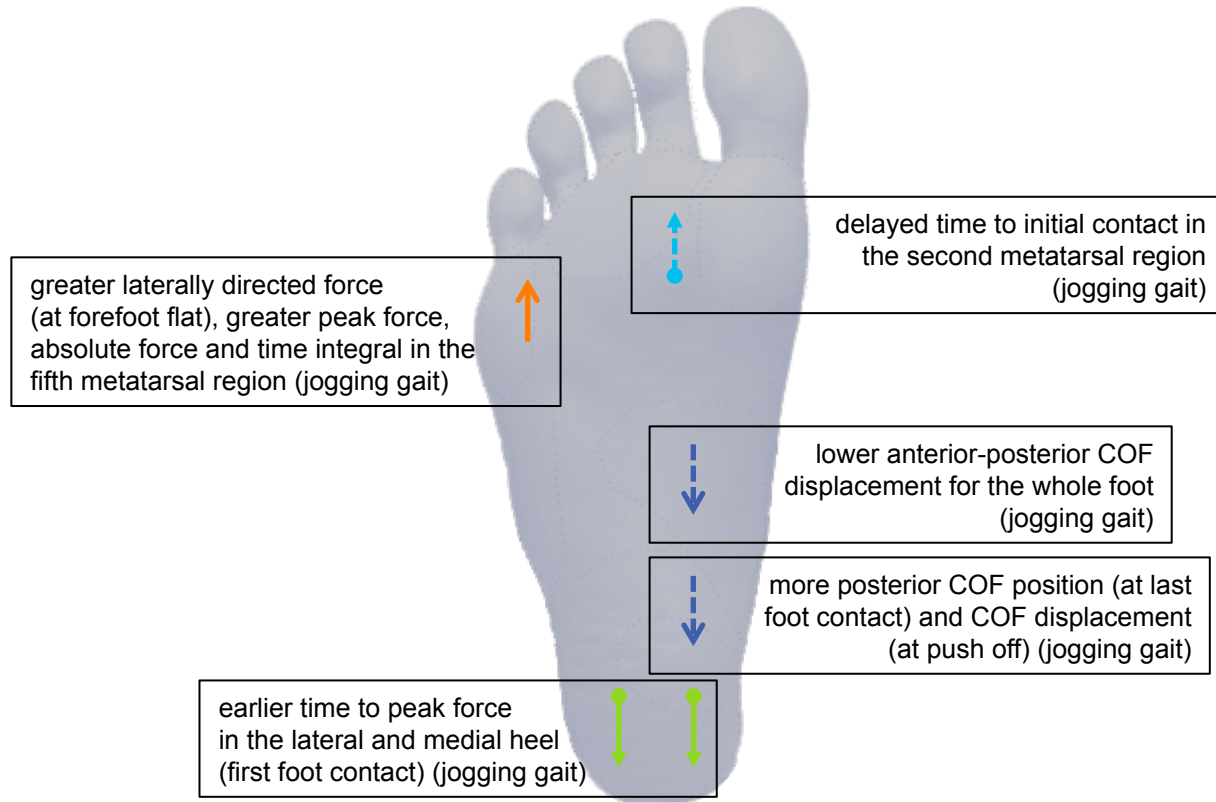 delayed time to initial contact in
the second metatarsal region
(jogging gait)
greater laterally directed force
(at forefoot flat), greater peak force,
absolute force and time integral in the
fifth metatarsal region (jogging gait)
lower anterior-posterior COF
displacement for the whole foot
(jogging gait)
more posterior COF position (at last
foot contact) and COF displacement
(at push off) (jogging gait)
earlier time to peak force
in the lateral and medial heel
(first foot contact) (jogging gait)